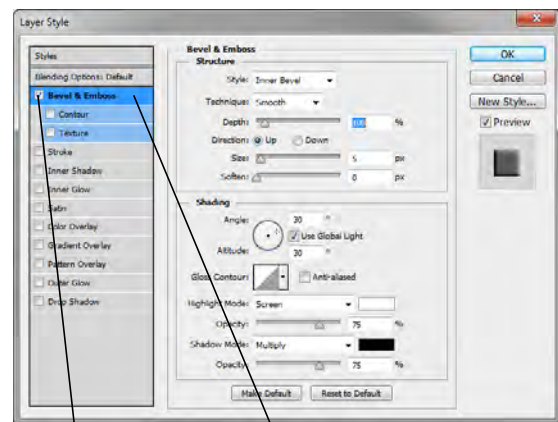 Layer Style
Styles
Blending Options: Default
Bevel & Emboss
Contour
Texture
Stroke
Inner Shadow
Inner Glow
Satin
Color Overlay
Gradient Overlay
Pattern Overlay
Outer Glow
Drop Shadow
Bevel & Emboss
Structure
Style: Inner Bevel
Technique: Smooth
Depth: 100 %
Direction: Up Down
Size: 5 px
Soften: 0 px
Shading
Angle: 30 °
Use Global Light
Altitude: 30 °
Gloss Contour: Anti-aliased
Highlight Mode: Screen
Opacity: 75 %
Shadow Mode: Multiply
Opacity: 75 %
Make Default Reset to Default
OK
Cancel
New Style...
Preview